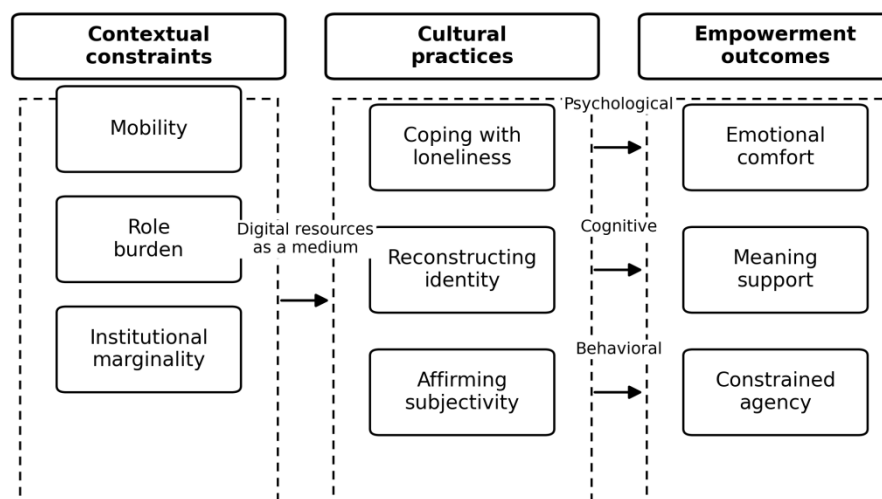 Contextual
constraints
Cultural
practices
Empowerment
outcomes
Mobility
Role
burden
Institutional
marginality
Digital resources
as a medium
Coping with
loneliness
Reconstructing
identity
Affirming
subjectivity
Psychological
Cognitive
Behavioral
Emotional
comfort
Meaning
support
Constrained
agency